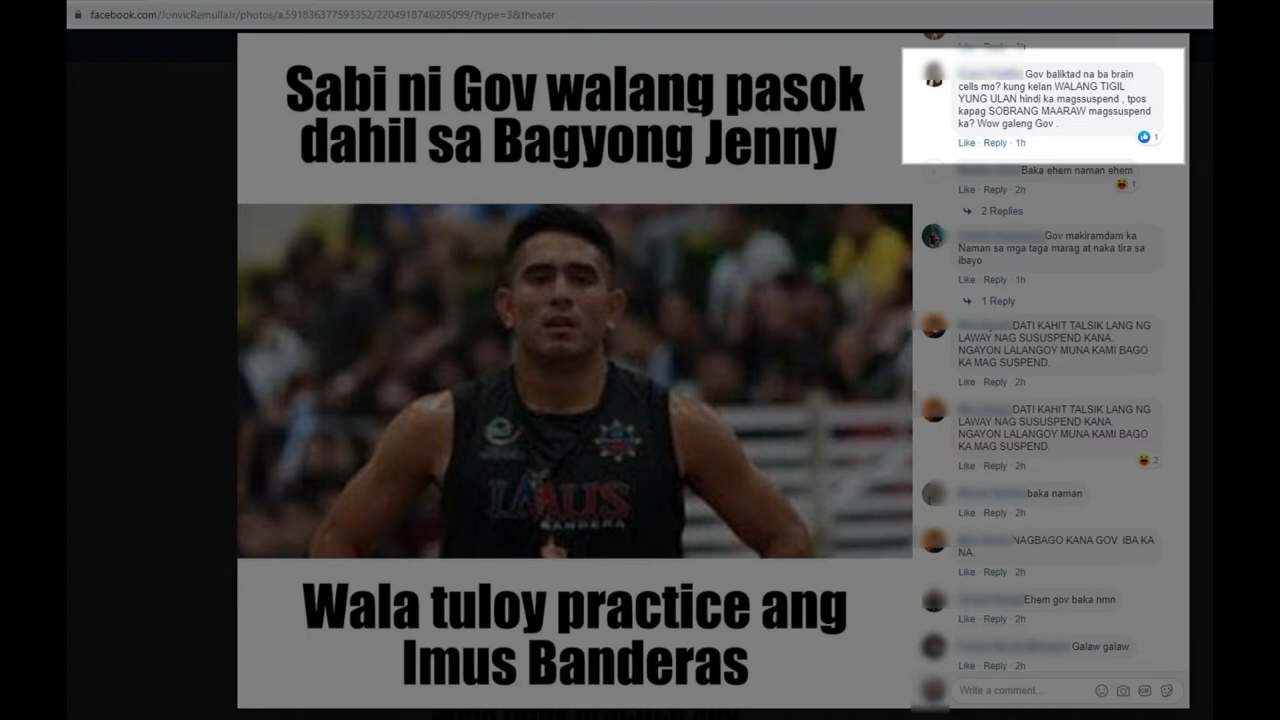 facebook.com/JonvicRemullaJr/photos/a.591836377593352/2204918746285099/?type=3&theater
Sabi ni Gov walang pasok
dahil sa Bagyong Jenny
IMUS
BANDERA
Wala tuloy practice ang
Imus Banderas
Like Reply 1h
Gov baliktad na ba brain
cells mo? kung kelan WALANG TIGIL
YUNG ULAN hindi ka magssuspend , tpos
kapag SOBRANG MAARAW magssuspend
ka? Wow galeng Gov .
1
Like · Reply · 1h
Baka ehem naman ehem
1
Like · Reply · 2h
2 Replies
Gov makiramdam ka
Naman sa mga taga marag at naka tira sa
ibayo
Like · Reply · 1h
1 Reply
DATI KAHIT TALSIK LANG NG
LAWAY NAG SUSUSPEND KANA.
NGAYON LALANGOY MUNA KAMI BAGO
KA MAG SUSPEND.
Like · Reply · 2h
DATI KAHIT TALSIK LANG NG
LAWAY NAG SUSUSPEND KANA.
NGAYON LALANGOY MUNA KAMI BAGO
KA MAG SUSPEND.
2
Like · Reply · 2h
baka naman
Like · Reply · 2h
NAGBAGO KANA GOV. IBA KA
NA.
Like · Reply · 2h
Ehem gov baka nmn
Like · Reply · 2h
Galaw galaw
Like · Reply · 2h
Write a comment...